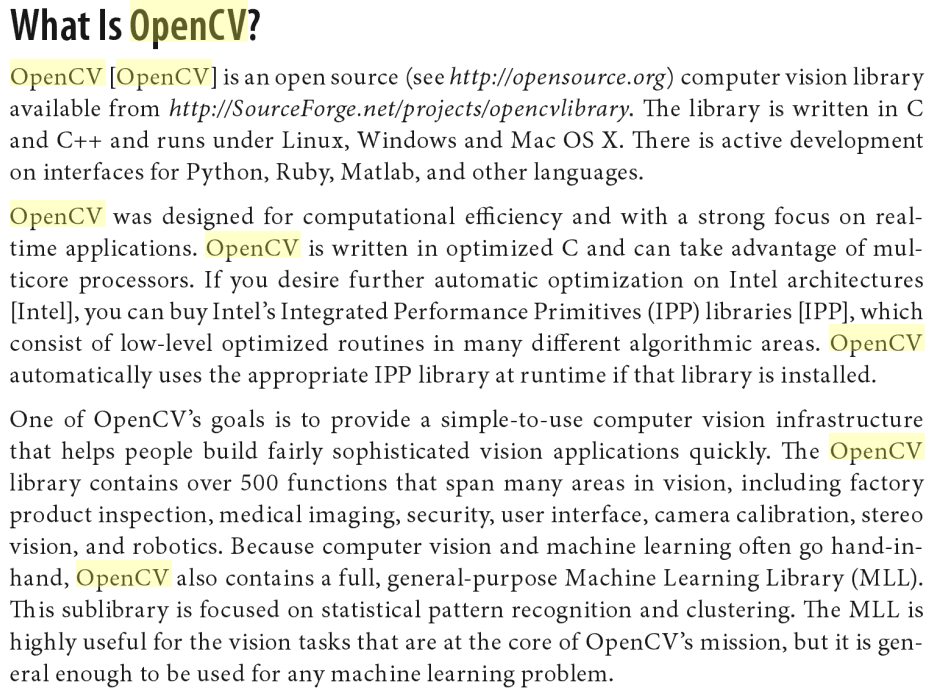 What Is OpenCV?
OpenCV [OpenCV] is an open source (see http://opensource.org) computer vision library
available from http://SourceForge.net/projects/opencvlibrary. The library is written in C
and C++ and runs under Linux, Windows and Mac OS X. There is active development
on interfaces for Python, Ruby, Matlab, and other languages.
OpenCV was designed for computational efficiency and with a strong focus on real-
time applications. OpenCV is written in optimized C and can take advantage of mul-
ticore processors. If you desire further automatic optimization on Intel architectures
[Intel], you can buy Intel's Integrated Performance Primitives (IPP) libraries [IPP], which
consist of low-level optimized routines in many different algorithmic areas. OpenCV
automatically uses the appropriate IPP library at runtime if that library is installed.
One of OpenCV's goals is to provide a simple-to-use computer vision infrastructure
that helps people build fairly sophisticated vision applications quickly. The OpenCV
library contains over 500 functions that span many areas in vision, including factory
product inspection, medical imaging, security, user interface, camera calibration, stereo
vision, and robotics. Because computer vision and machine learning often go hand-in-
hand, OpenCV also contains a full, general-purpose Machine Learning Library (MLL).
This sublibrary is focused on statistical pattern recognition and clustering. The MLL is
highly useful for the vision tasks that are at the core of OpenCV's mission, but it is gen-
eral enough to be used for any machine learning problem.